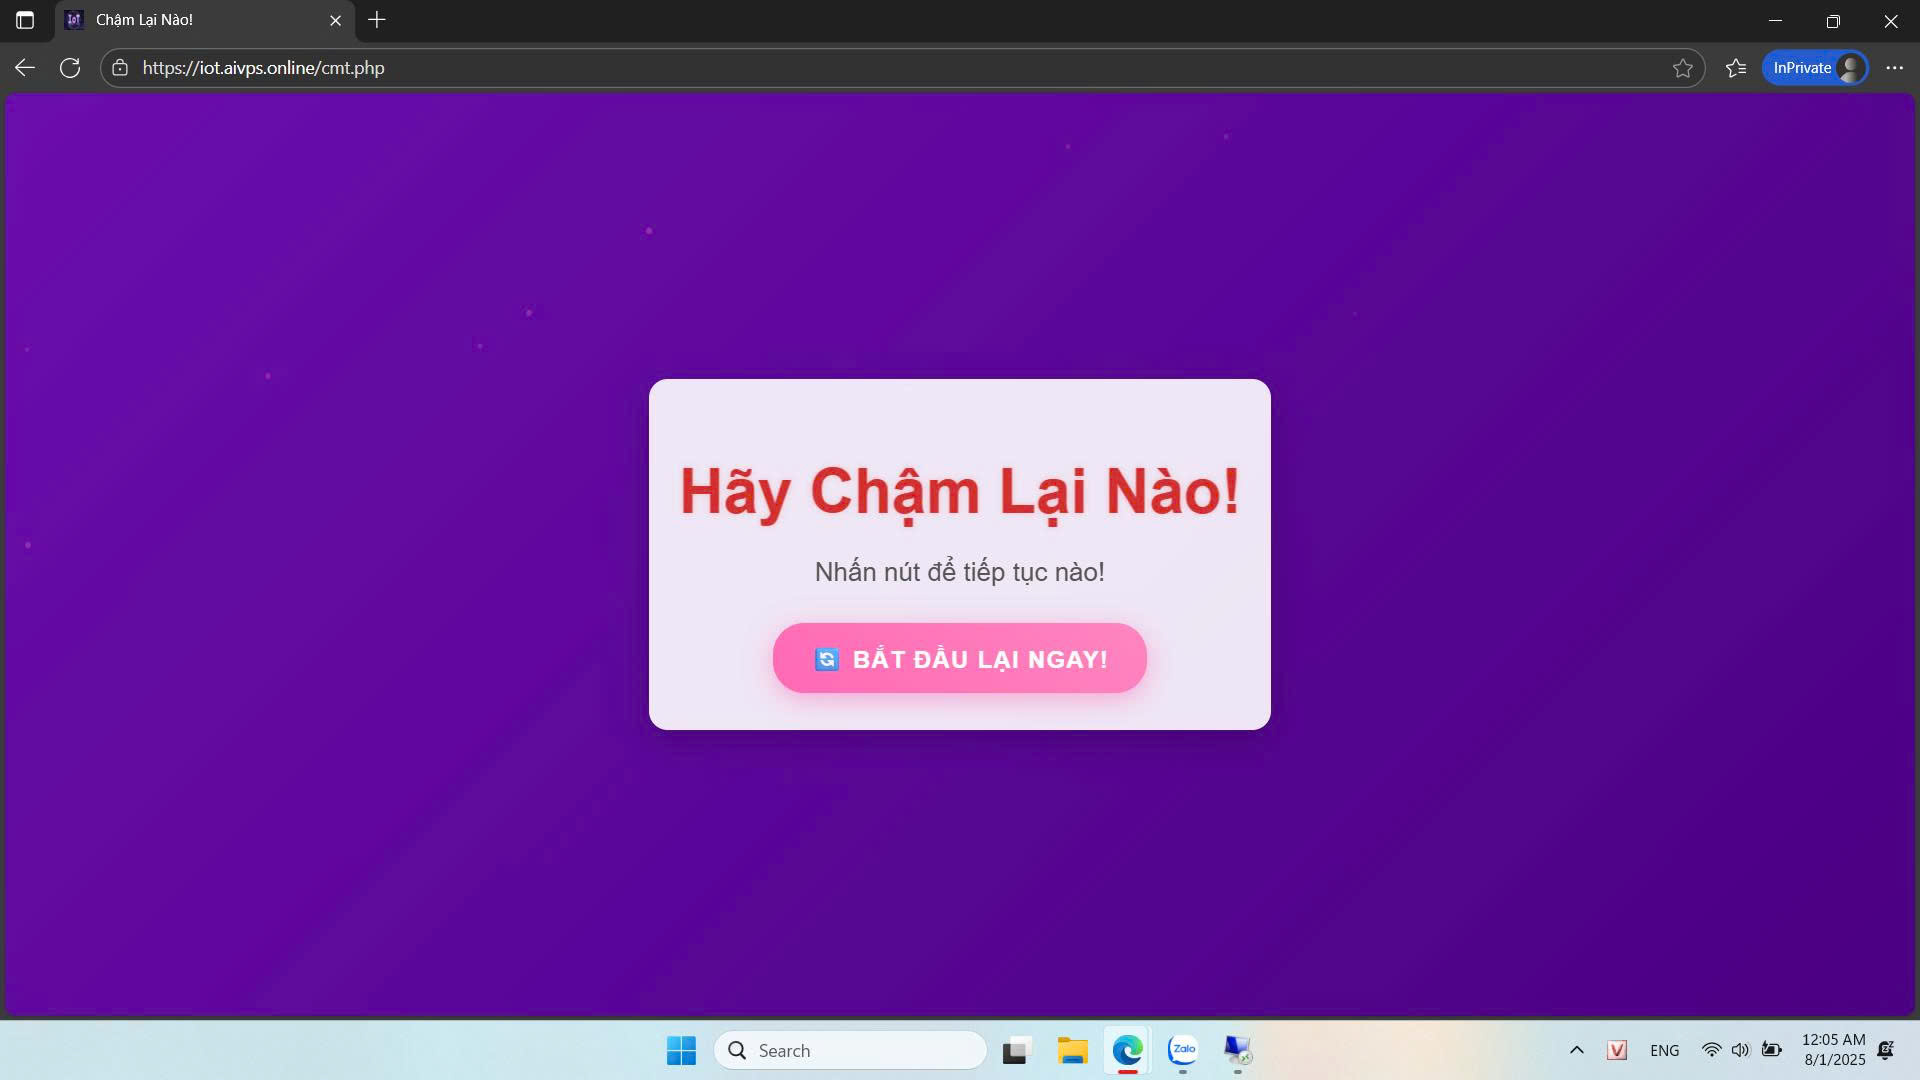 Chậm Lại Nào!
https://iot.aivps.online/cmt.php
InPrivate
Hãy Chậm Lại Nào!
Nhấn nút để tiếp tục nào!
🔄 BẮT ĐẦU LẠI NGAY!
Search
Zalo
V
ENG
12:05 AM
8/1/2025